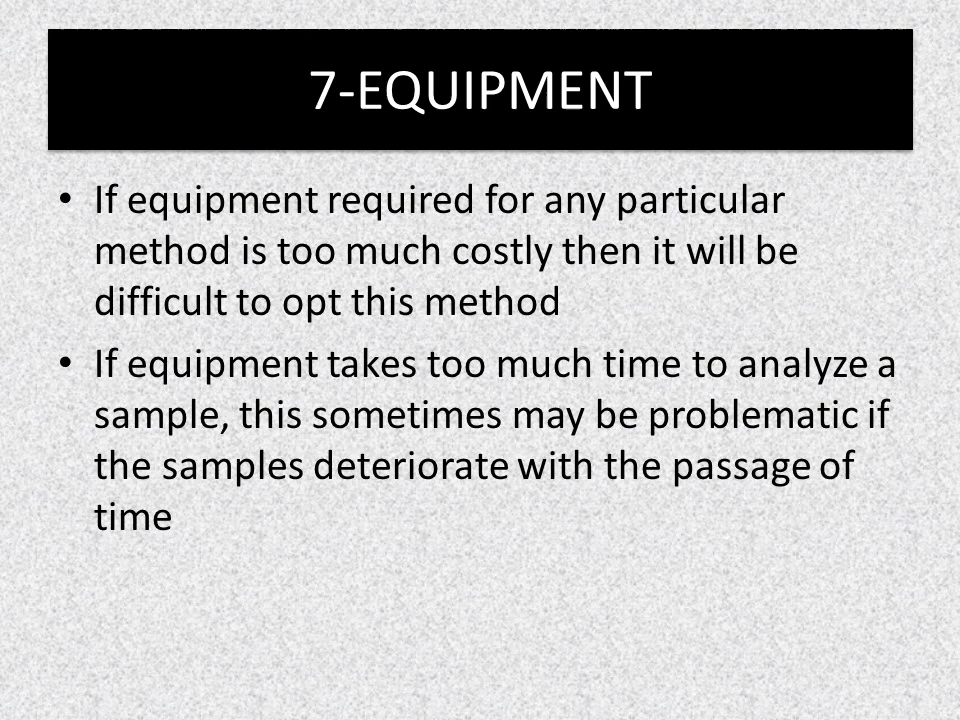 7-EQUIPMENT
• If equipment required for any particular
method is too much costly then it will be
difficult to opt this method
• If equipment takes too much time to analyze a
sample, this sometimes may be problematic if
the samples deteriorate with the passage of
time